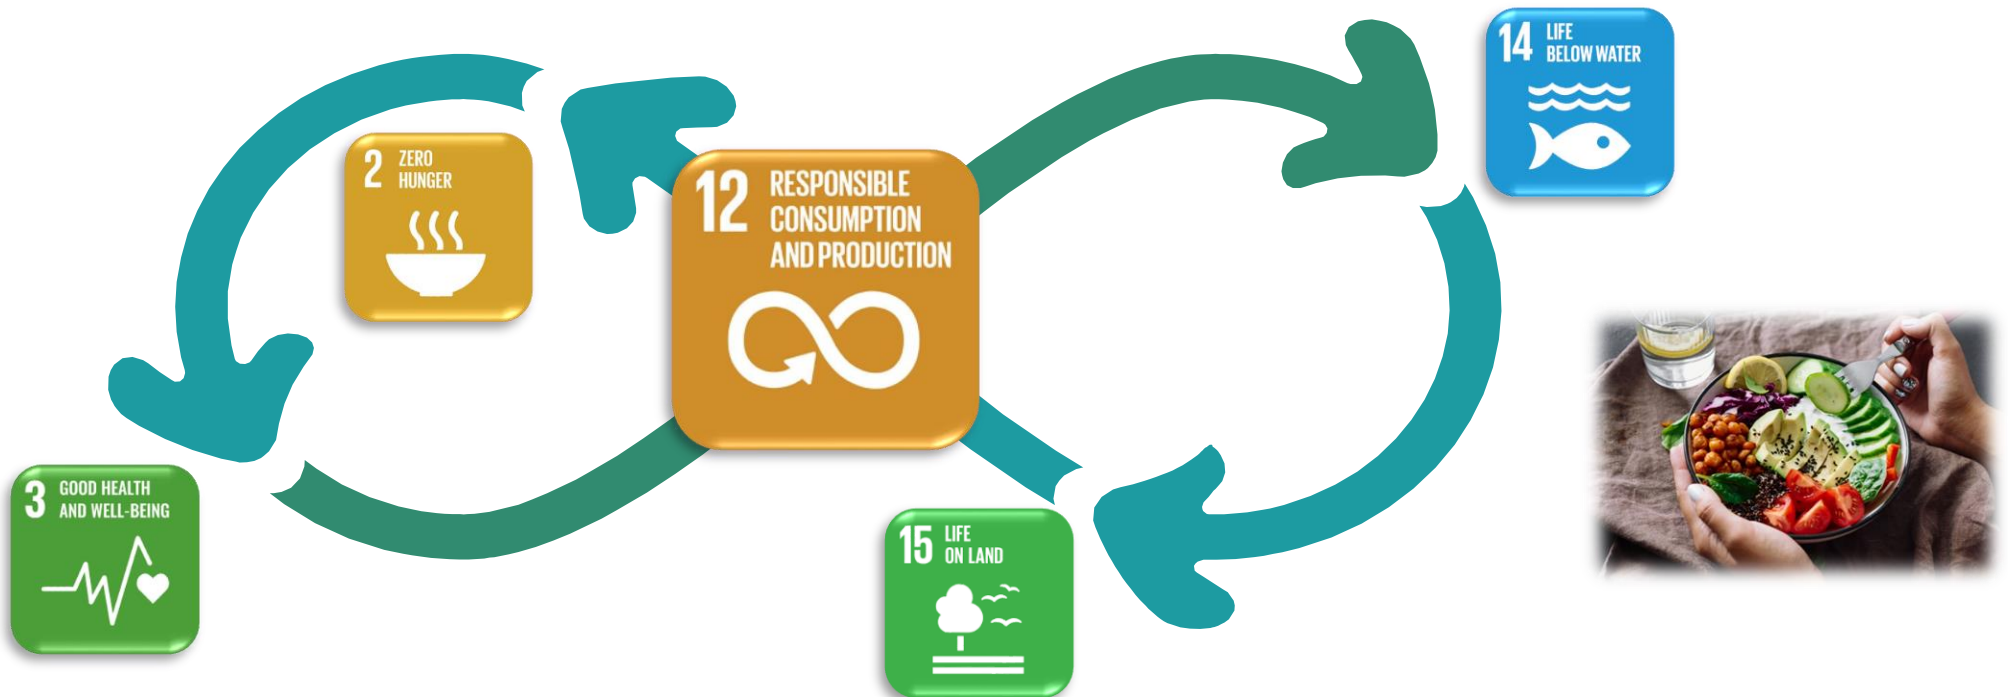 14 LIFE
BELOW WATER
2 ZERO
HUNGER
12 RESPONSIBLE
CONSUMPTION
AND PRODUCTION
3 GOOD HEALTH
AND WELL-BEING
15 LIFE
ON LAND